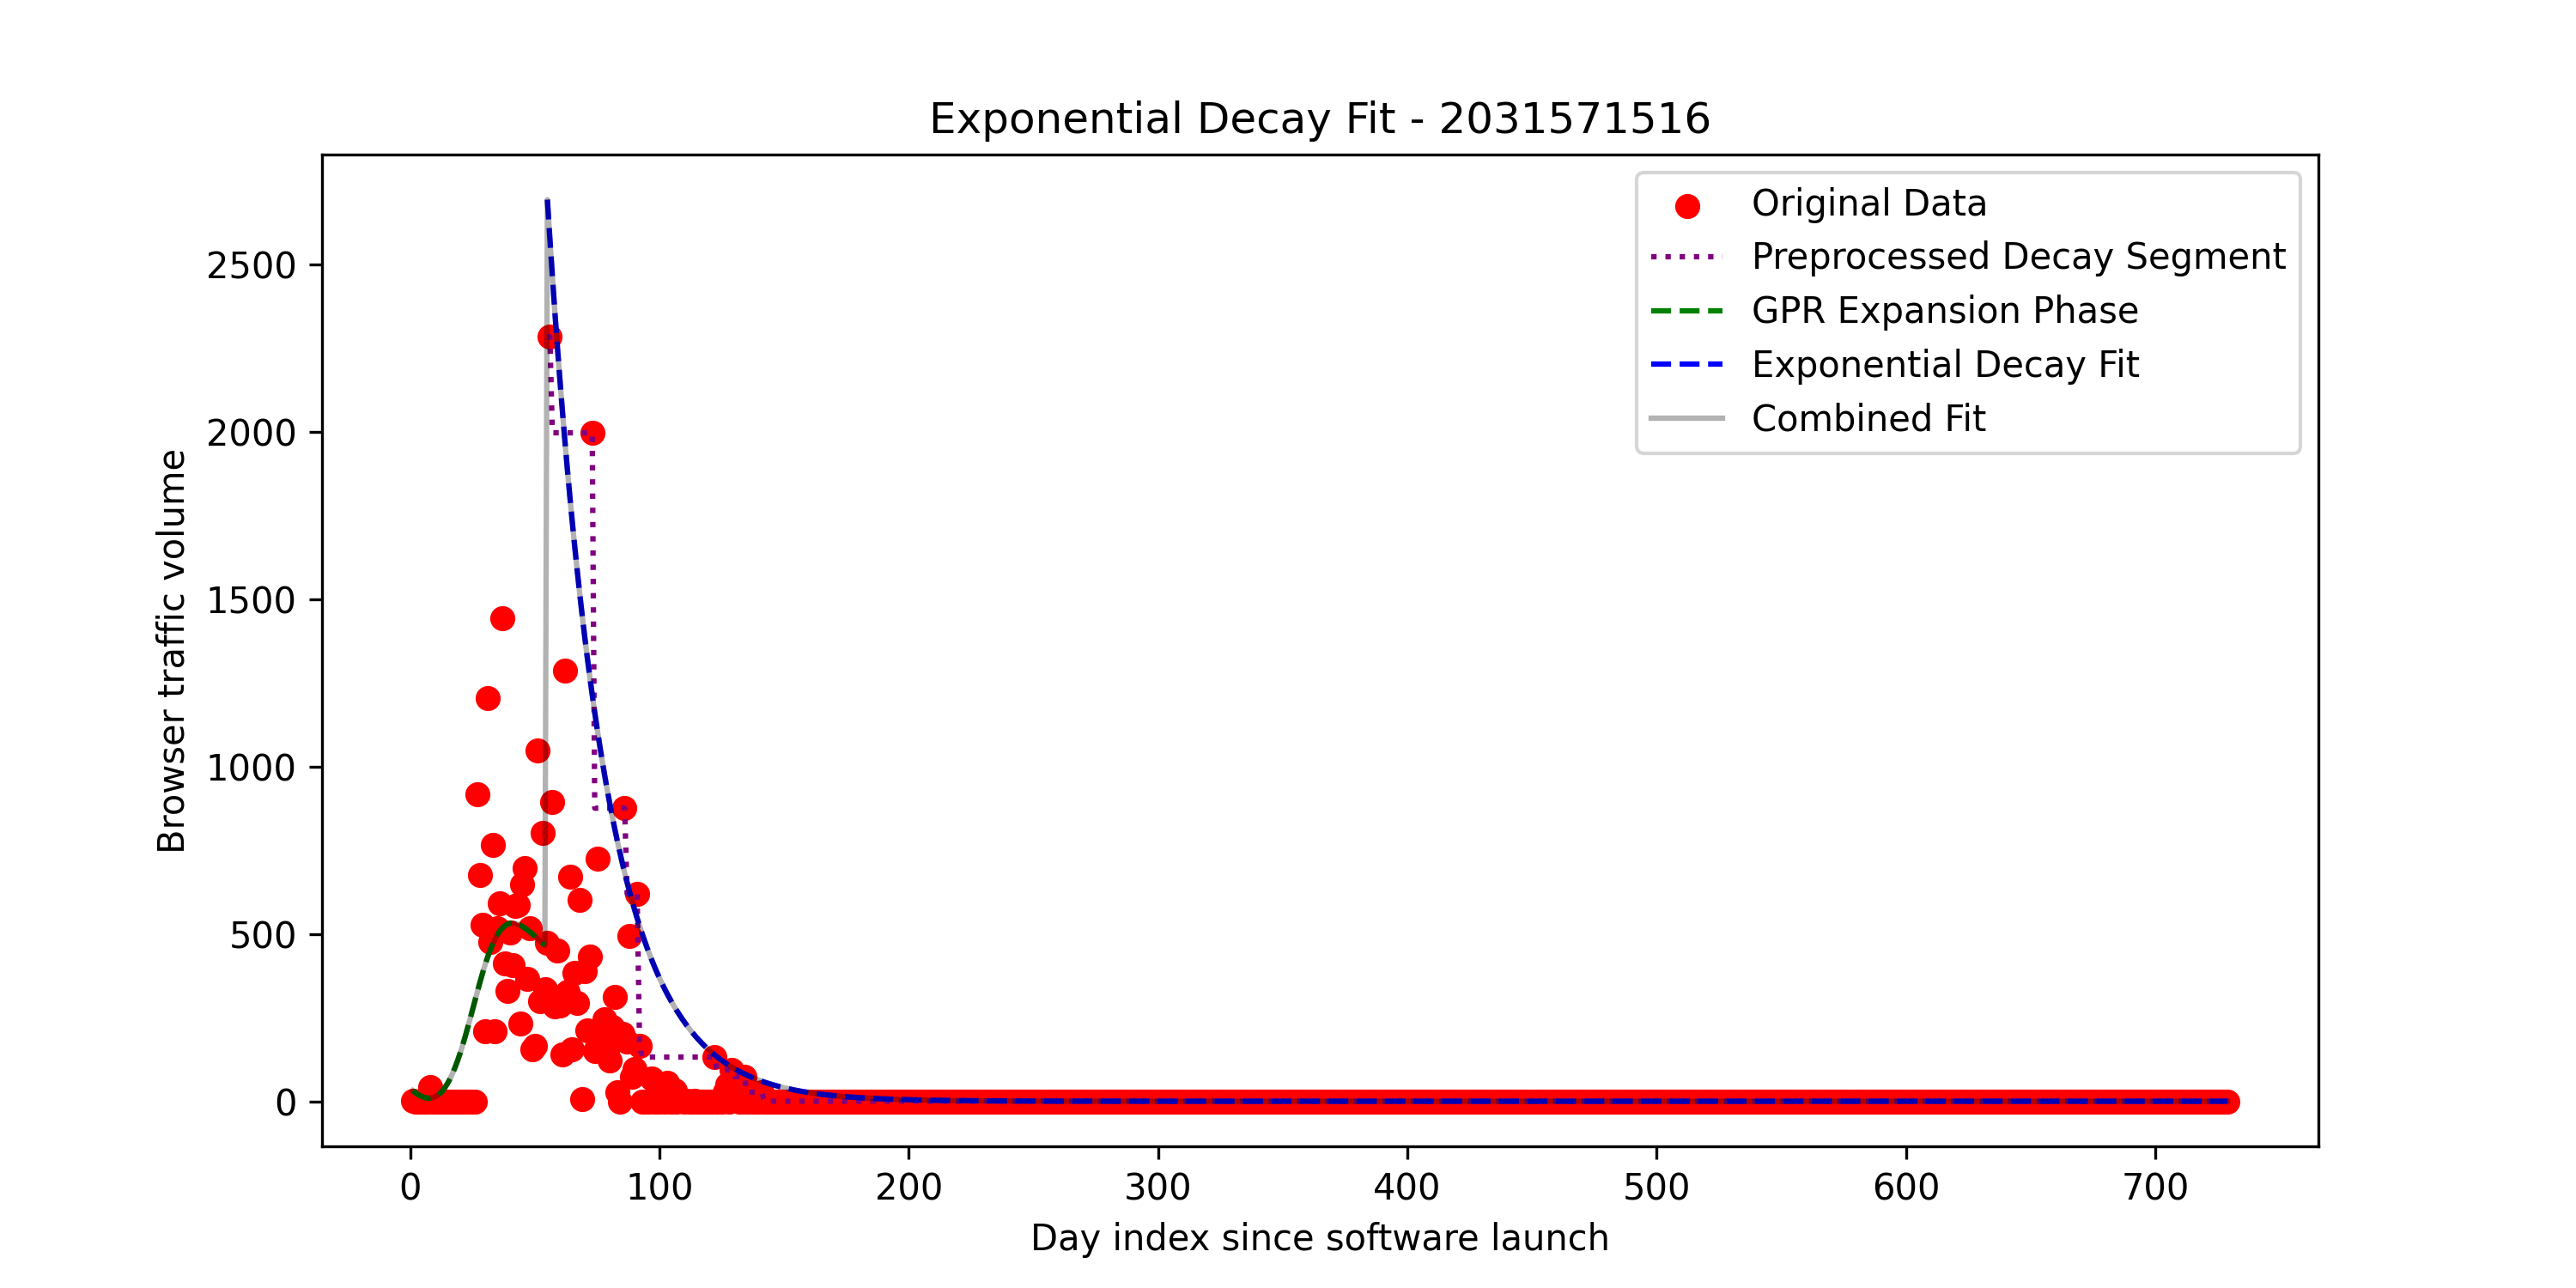 Exponential Decay Fit - 2031571516
Original Data
Preprocessed Decay Segment
GPR Expansion Phase
Exponential Decay Fit
Combined Fit
Browser traffic volume
2500
2000
1500
1000
500
0
0 100 200 300 400 500 600 700
Day index since software launch